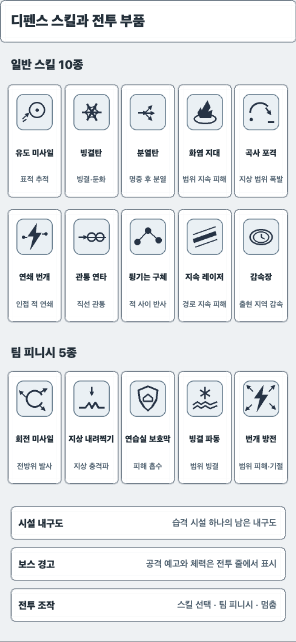 디펜스 스킬과 전투 부품
일반 스킬 10종
유도 미사일
표적 추적
빙결탄
빙결·둔화
분열탄
명중 후 분열
화염 지대
범위 지속 피해
곡사 포격
지상 범위 폭발
연쇄 번개
인접 적 연쇄
관통 연타
직선 관통
튕기는 구체
적 사이 반사
지속 레이저
경로 지속 피해
감속장
출현 지역 감속
팀 피니시 5종
회전 미사일
전방위 발사
지상 내려찍기
지상 충격파
연습실 보호막
피해 흡수
빙결 파동
범위 빙결
번개 방전
범위 피해·기절
시설 내구도
습격 시설 하나의 남은 내구도
보스 경고
공격 예고와 체력은 전투 줄에서 표시
전투 조작
스킬 선택 · 팀 피니시 · 멈춤